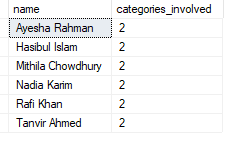 name categories_involved
Ayesha Rahman 2
Hasibul Islam 2
Mithila Chowdhury 2
Nadia Karim 2
Rafi Khan 2
Tanvir Ahmed 2